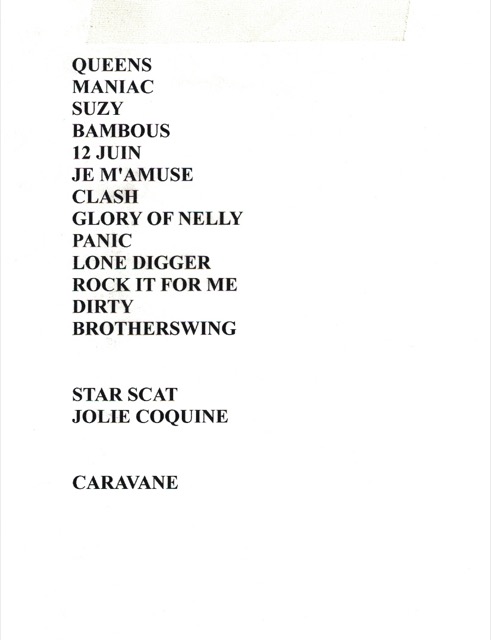 QUEENS
MANIAC
SUZY
BAMBOUS
12 JUIN
JE M'AMUSE
CLASH
GLORY OF NELLY
PANIC
LONE DIGGER
ROCK IT FOR ME
DIRTY
BROTHERSWING
STAR SCAT
JOLIE COQUINE
CARAVANE